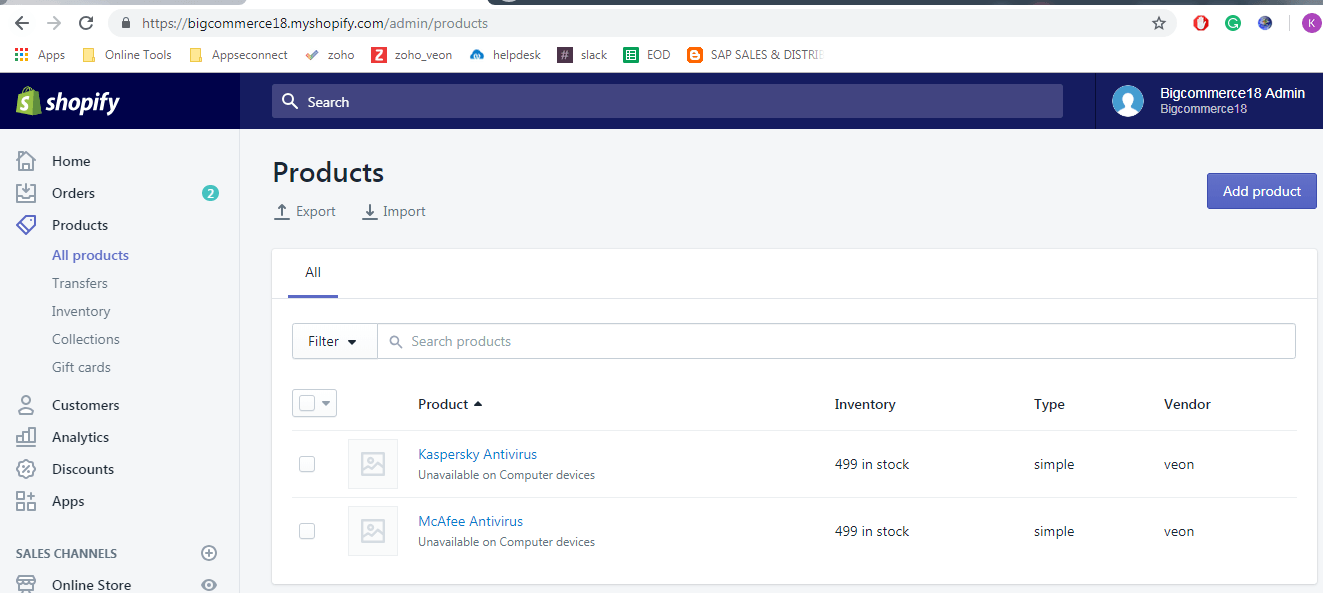 https://bigcommerce18.myshopify.com/admin/products
K
Apps Online Tools Appseconnect zoho Z zoho_veon helpdesk # slack EOD SAP SALES & DISTRI
shopify
Search
Bigcommerce18 Admin
Bigcommerce18
Home
Orders 2
Products
All products
Transfers
Inventory
Collections
Gift cards
Customers
Analytics
Discounts
Apps
SALES CHANNELS
Online Store
Products
Export Import
Add product
All
Filter Search products
Product Inventory Type Vendor
Kaspersky Antivirus 499 in stock simple veon
Unavailable on Computer devices
McAfee Antivirus 499 in stock simple veon
Unavailable on Computer devices